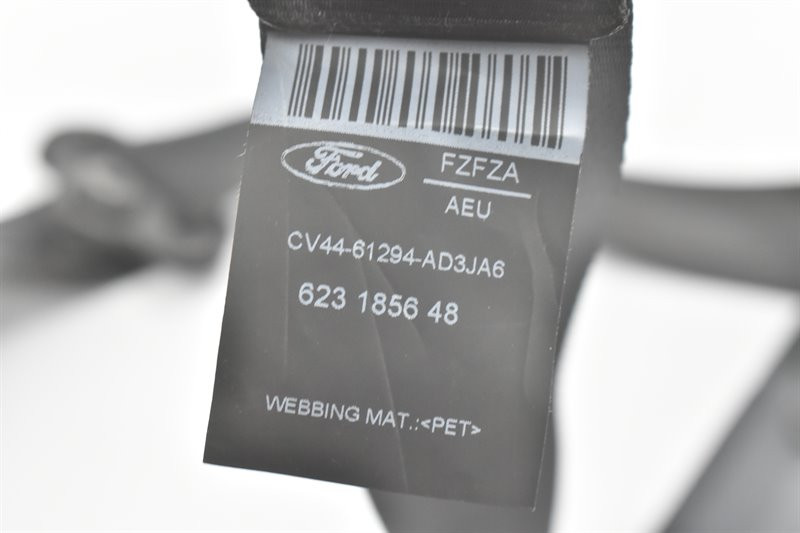 Ford
FZFZA
AEU
CV44-61294-AD3JA6
623 1856 48
WEBBING MAT.:<PET>